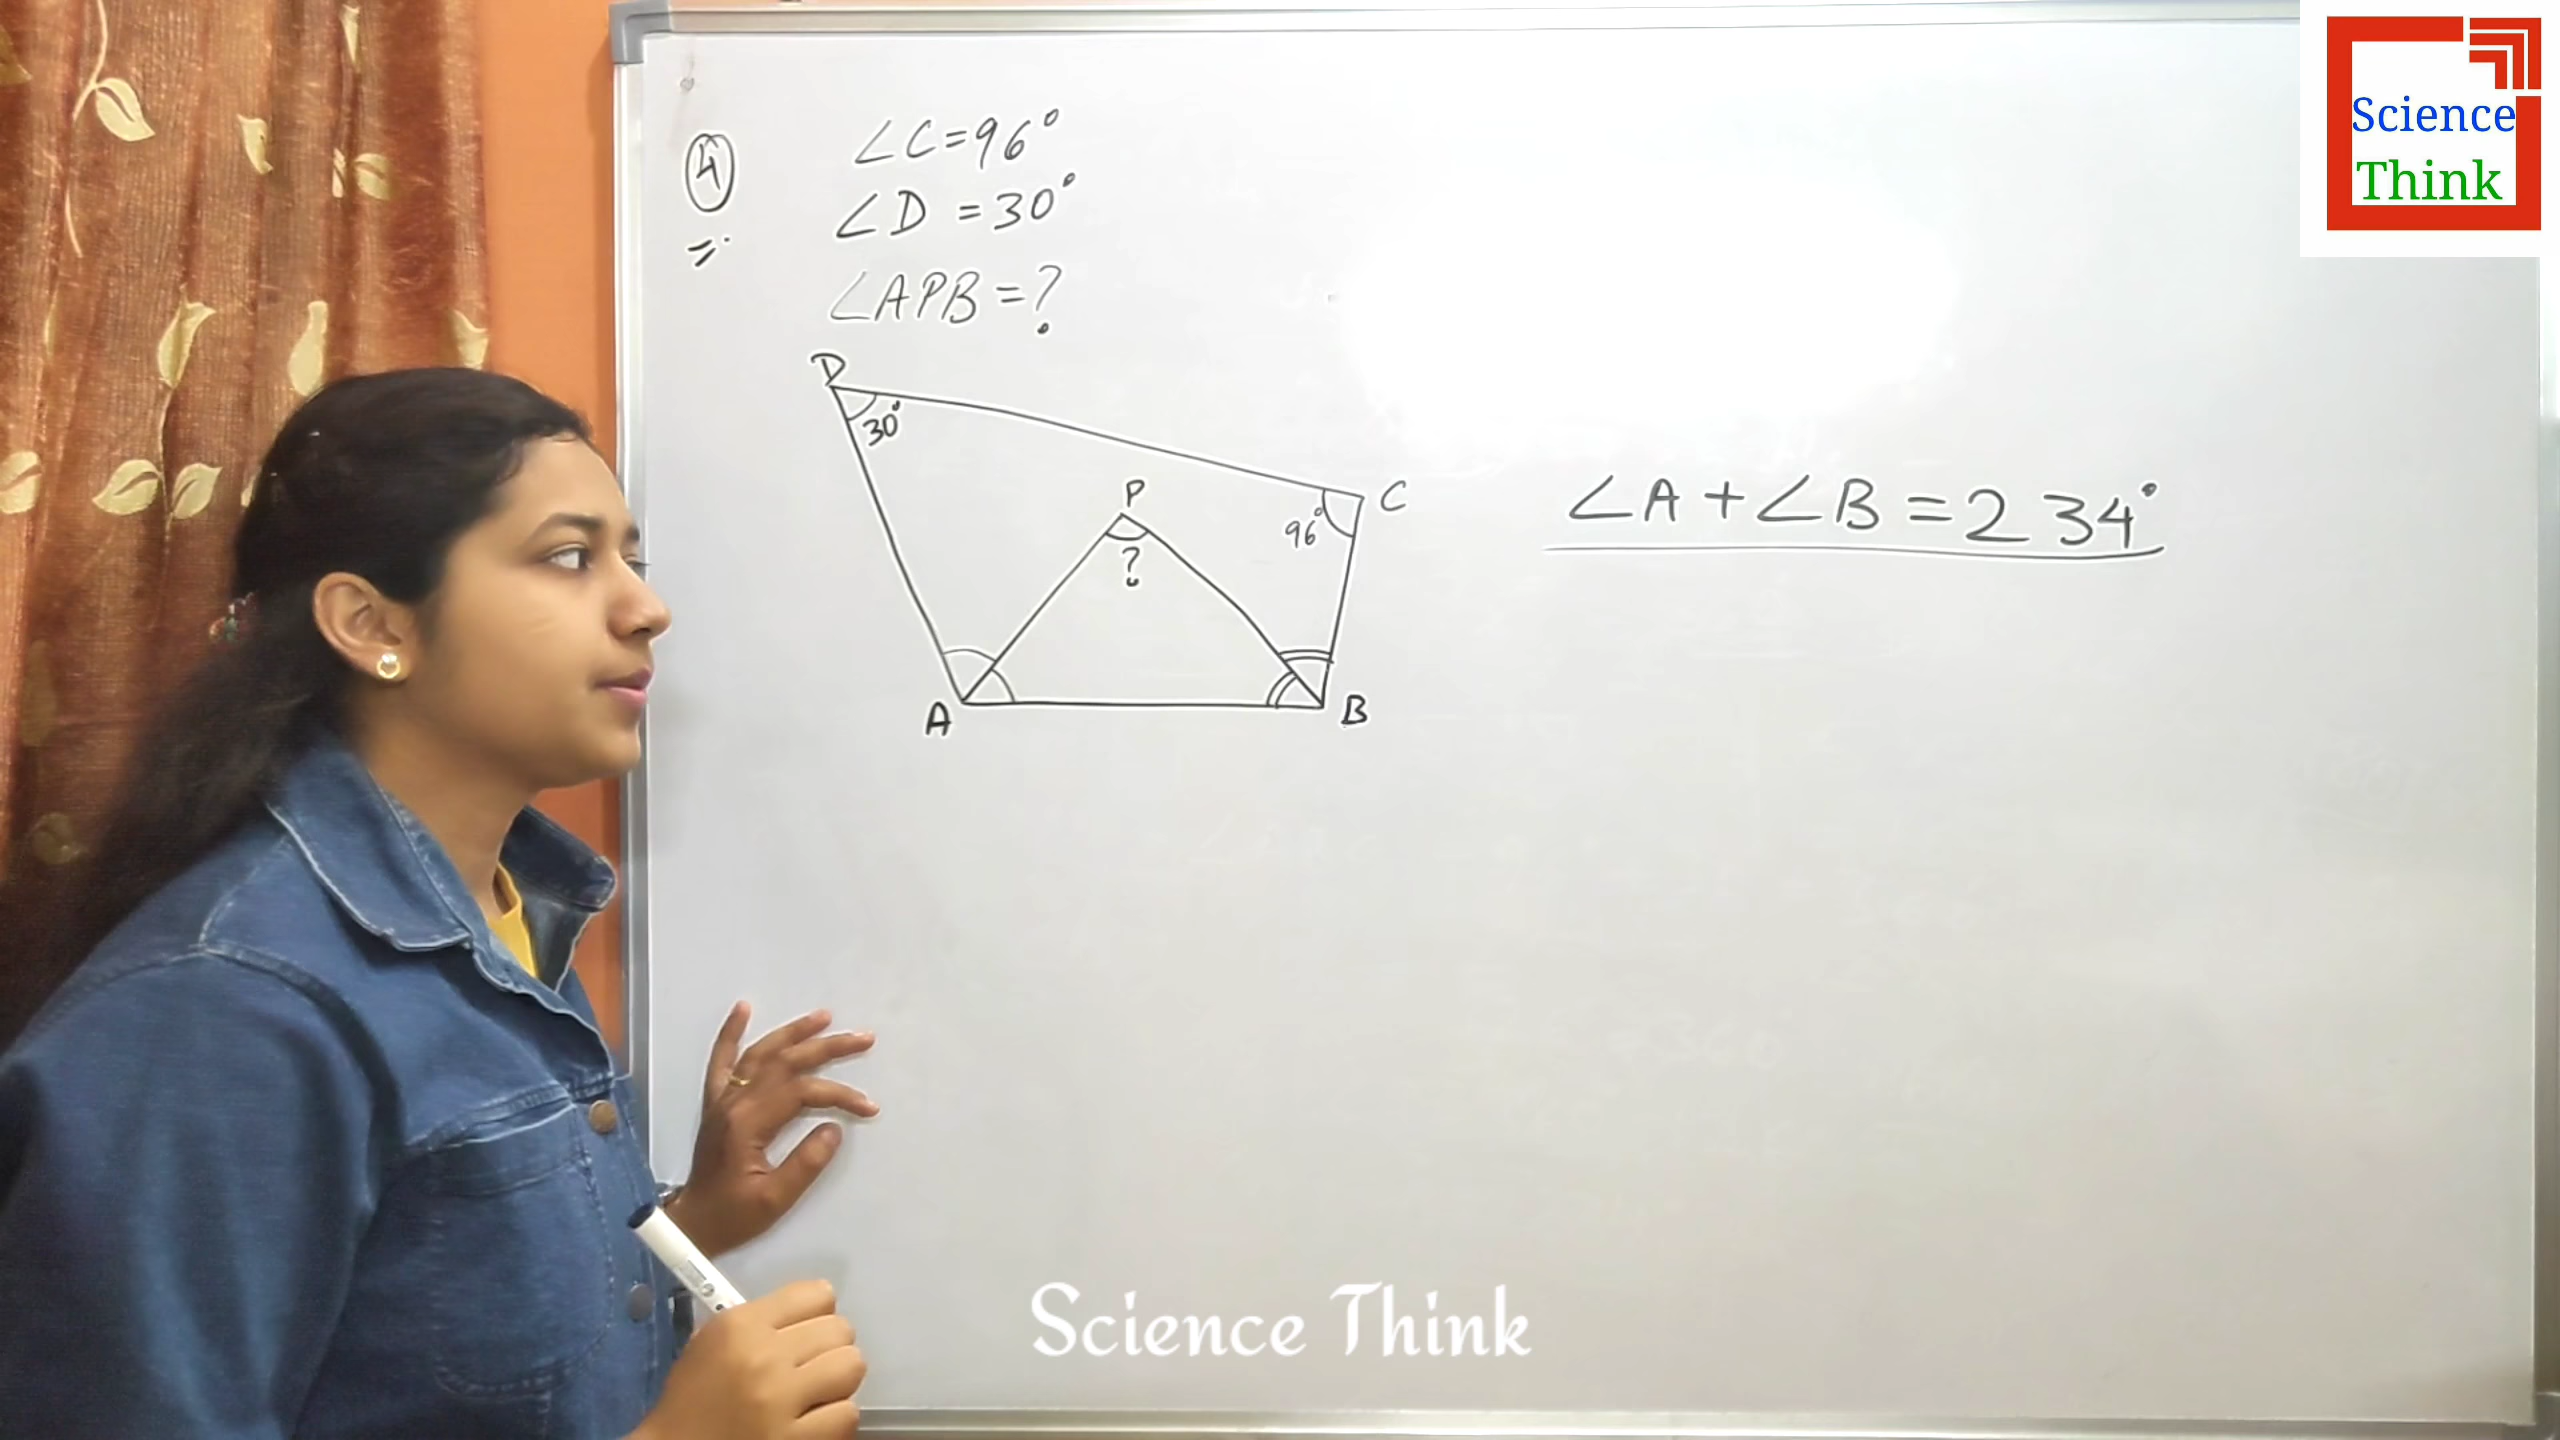 ④
∠C=96°
∠D=30°
∠APB=?
D
30°
P
?
C
96°
A
B
∠A+∠B=234°
Science
Think
Science Think